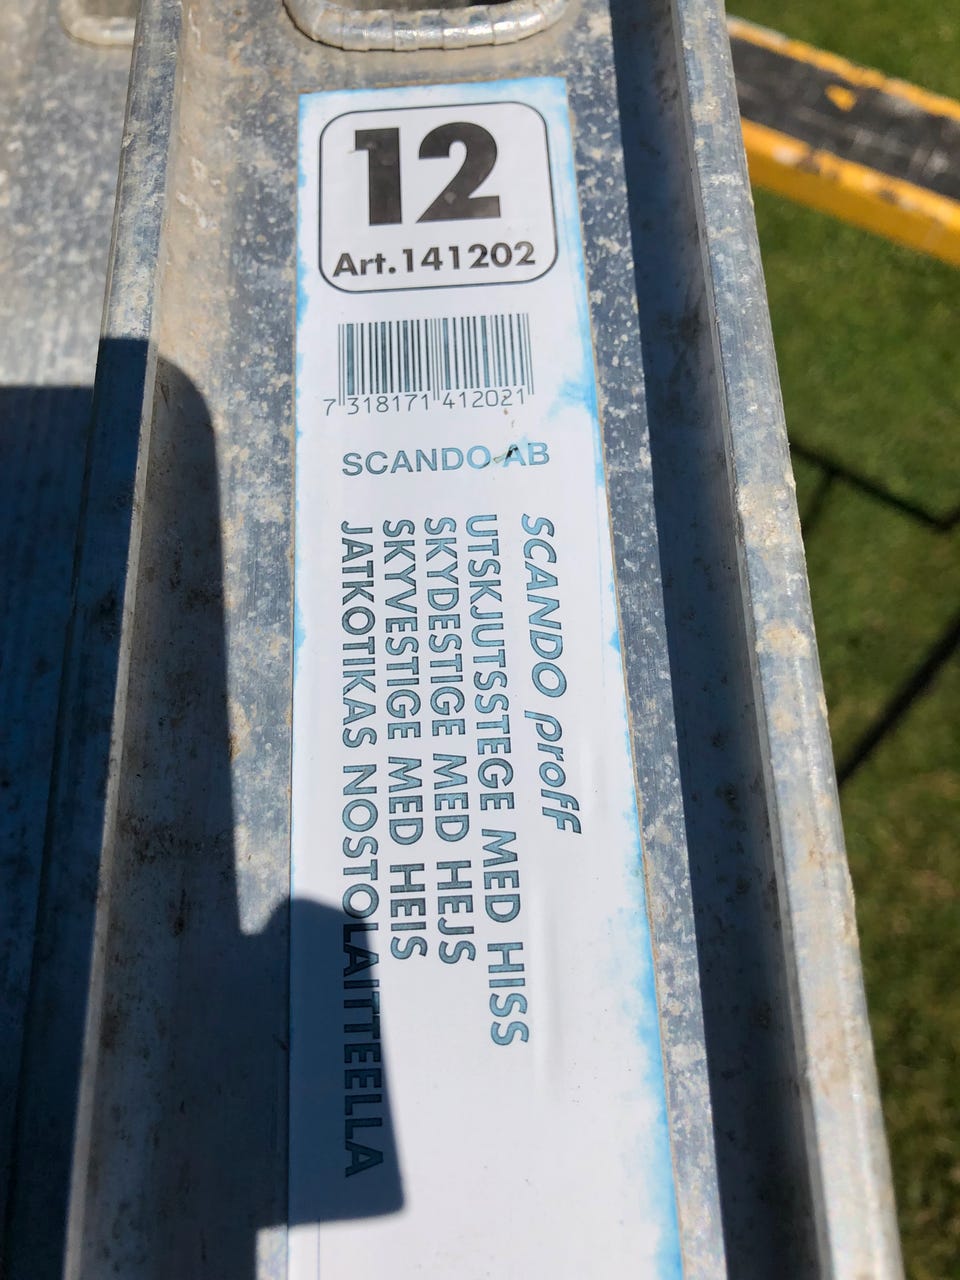 12
Art.141202
7 318171 412021
SCANDO AB
SCANDO proff
UTSKJUTSSTEGE MED HISS
SKYDESTIGE MED HEJS
SKYVESTIGE MED HEIS
JATKOTIKAS NOSTOLAITTEELLA